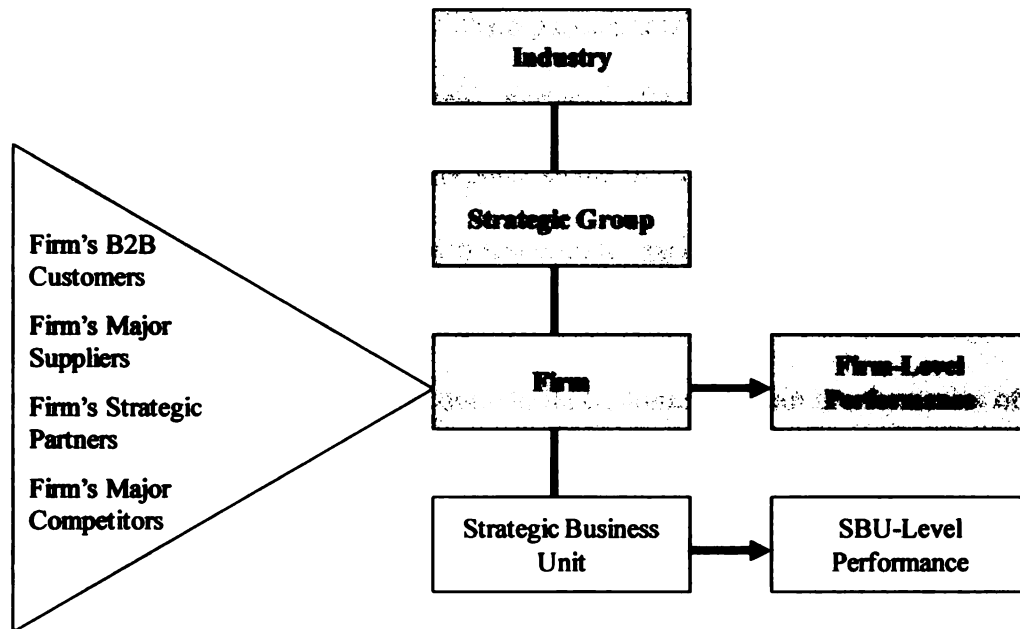 Industry
Strategic Group
Firm's B2B
Customers
Firm's Major
Suppliers
Firm's Strategic
Partners
Firm's Major
Competitors
Firm
Firm-Level
Performance
Strategic Business
Unit
SBU-Level
Performance